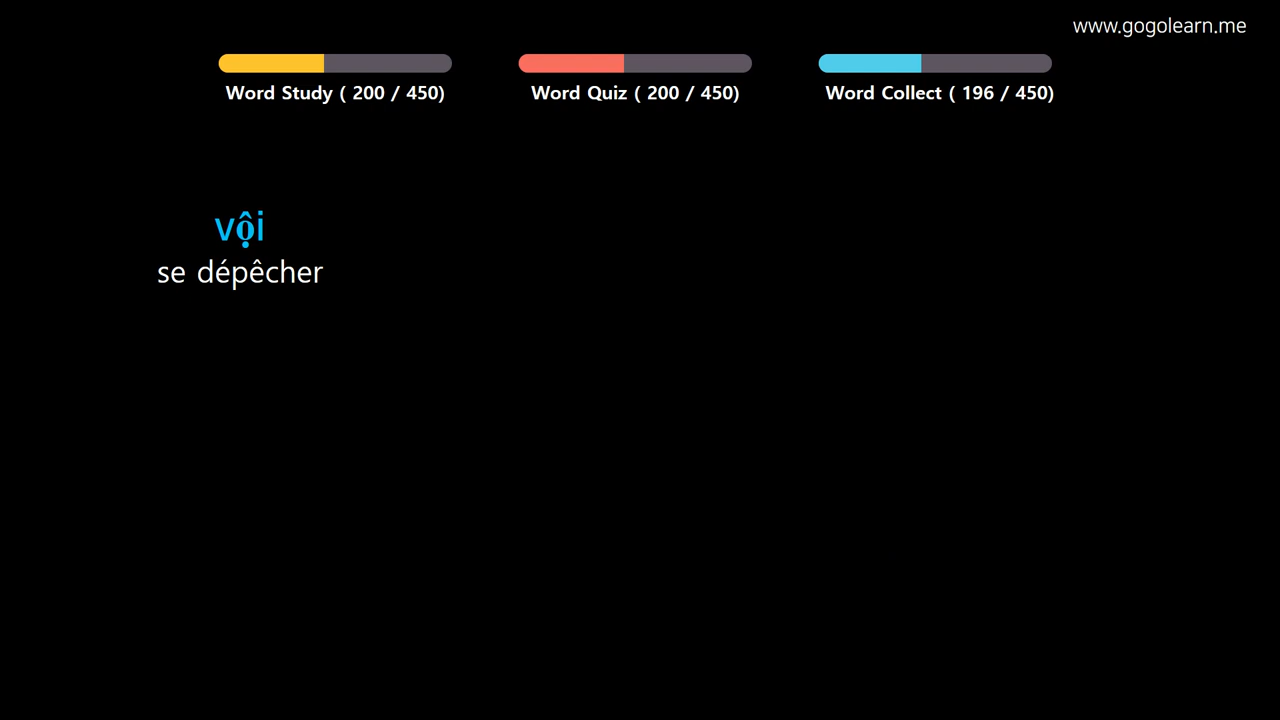 www.gogolearn.me
Word Study ( 200 / 450)
Word Quiz ( 200 / 450)
Word Collect ( 196 / 450)
vội
se dépêcher